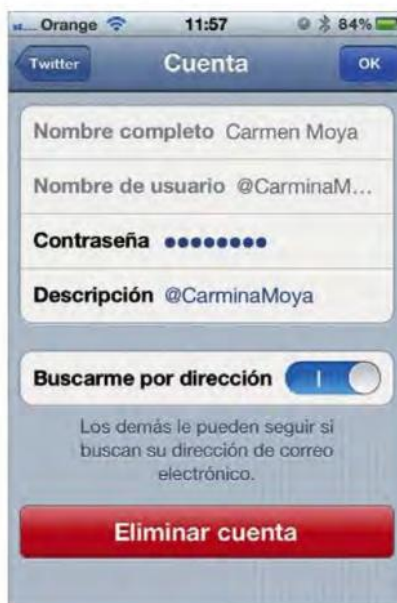 Orange 11:57 84%
Twitter Cuenta OK
Nombre completo Carmen Moya
Nombre de usuario @CarminaM...
Contraseña ●●●●●●●●
Descripción @CarminaMoya
Buscarme por dirección
Los demás le pueden seguir si
buscan su dirección de correo
electrónico.
Eliminar cuenta